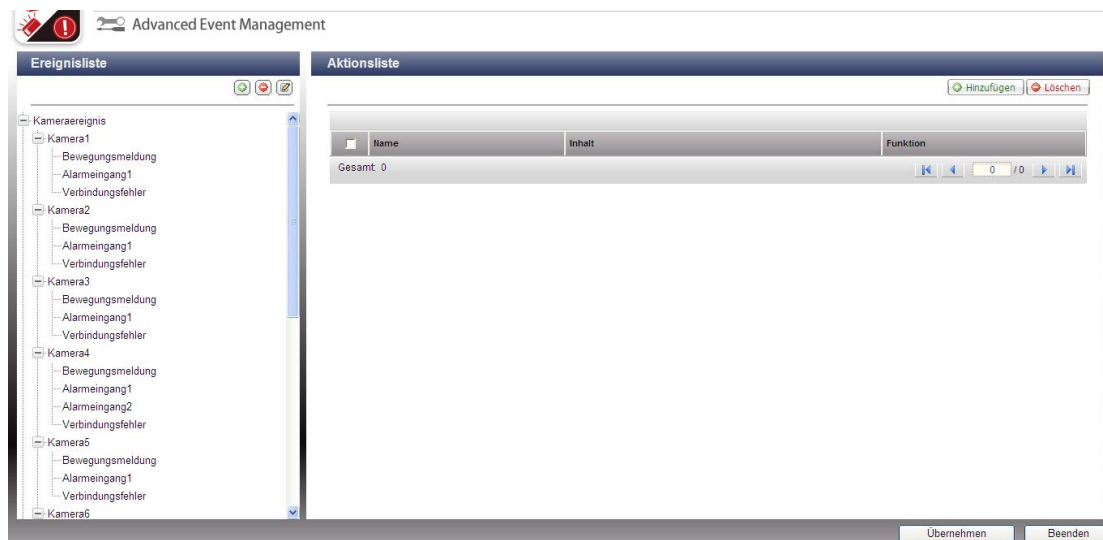 Advanced Event Management
Ereignisliste
Kameraereignis
Kamera1
Bewegungsmeldung
Alarmeingang1
Verbindungsfehler
Kamera2
Bewegungsmeldung
Alarmeingang1
Verbindungsfehler
Kamera3
Bewegungsmeldung
Alarmeingang1
Verbindungsfehler
Kamera4
Bewegungsmeldung
Alarmeingang1
Alarmeingang2
Verbindungsfehler
Kamera5
Bewegungsmeldung
Alarmeingang1
Verbindungsfehler
Kamera6
Aktionsliste
Hinzufügen Löschen
Name Inhalt Funktion
Gesamt: 0 0 / 0
Übernehmen Beenden